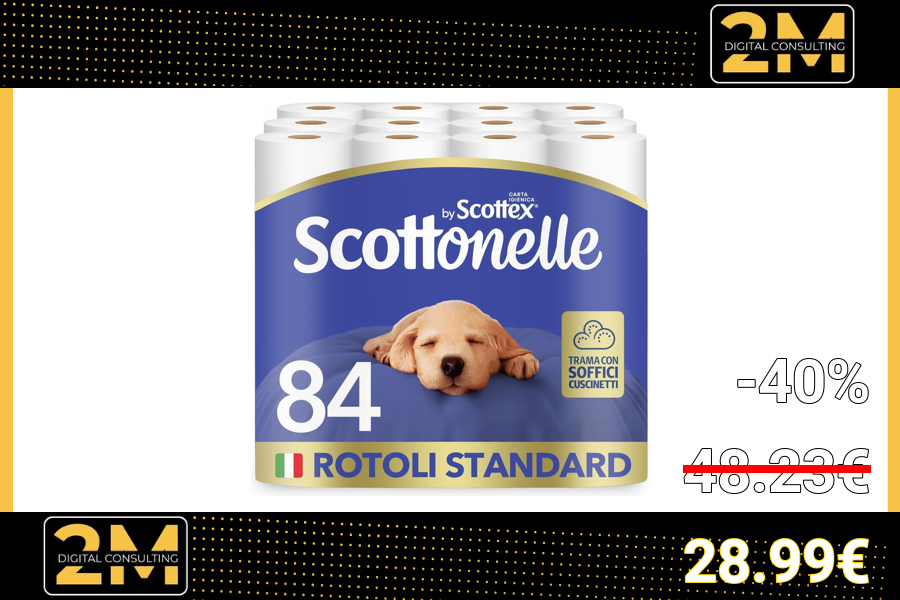 2M
DIGITAL CONSULTING
CARTA
IGIENICA
by Scottex®
Scottonelle
TRAMA CON
SOFFICI
CUSCINETTI
84
ROTOLI STANDARD
-40%
48.23€
2M
DIGITAL CONSULTING
28.99€